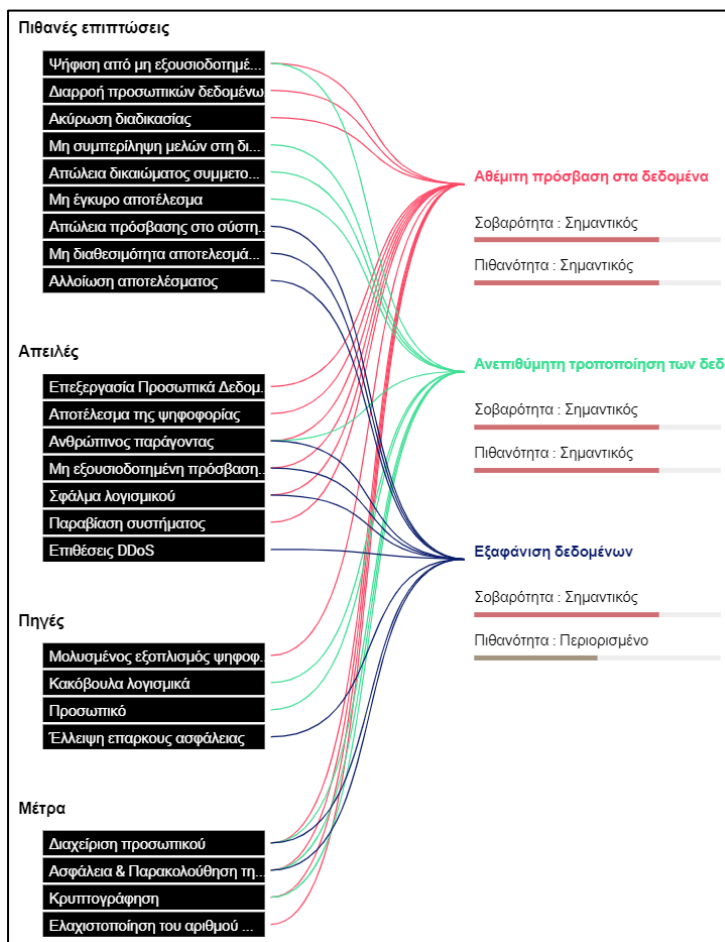 Πιθανές επιπτώσεις
Ψήφιση από μη εξουσιοδοτημέ...
Διαρροή προσωπικών δεδομένω
Ακύρωση διαδικασίας
Μη συμπερίληψη μελών στη δι...
Απώλεια δικαιώματος συμμετο...
Μη έγκυρο αποτέλεσμα
Απώλεια πρόσβασης στο σύστη...
Μη διαθεσιμότητα αποτελεσμά...
Αλλοίωση αποτελέσματος
Απειλές
Επεξεργασία Προσωπικά Δεδομ...
Αποτέλεσμα της ψηφοφορίας
Ανθρώπινος παράγοντας
Μη εξουσιοδοτημένη πρόσβαση...
Σφάλμα λογισμικού
Παραβίαση συστήματος
Επιθέσεις DDoS
Πηγές
Μολυσμένος εξοπλισμός ψηφοφ...
Κακόβουλα λογισμικά
Προσωπικό
Έλλειψη επαρκους ασφάλειας
Μέτρα
Διαχείριση προσωπικού
Ασφάλεια & Παρακολούθηση τη...
Κρυπτογράφηση
Ελαχιστοποίηση του αριθμού ...
Αθέμιτη πρόσβαση στα δεδομένα
Σοβαρότητα : Σημαντικός
Πιθανότητα : Σημαντικός
Ανεπιθύμητη τροποποίηση των δεδ
Σοβαρότητα : Σημαντικός
Πιθανότητα : Σημαντικός
Εξαφάνιση δεδομένων
Σοβαρότητα : Σημαντικός
Πιθανότητα : Περιορισμένο